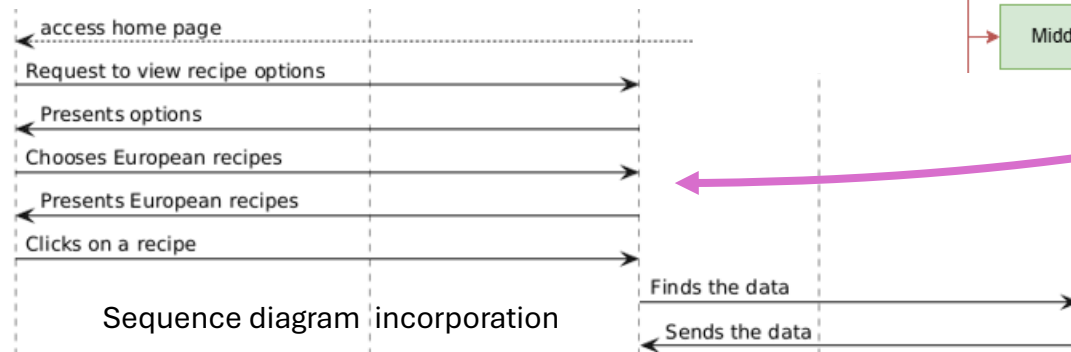 access home page
Midd
Request to view recipe options
Presents options
Chooses European recipes
Presents European recipes
Clicks on a recipe
Finds the data
Sequence diagram incorporation
Sends the data